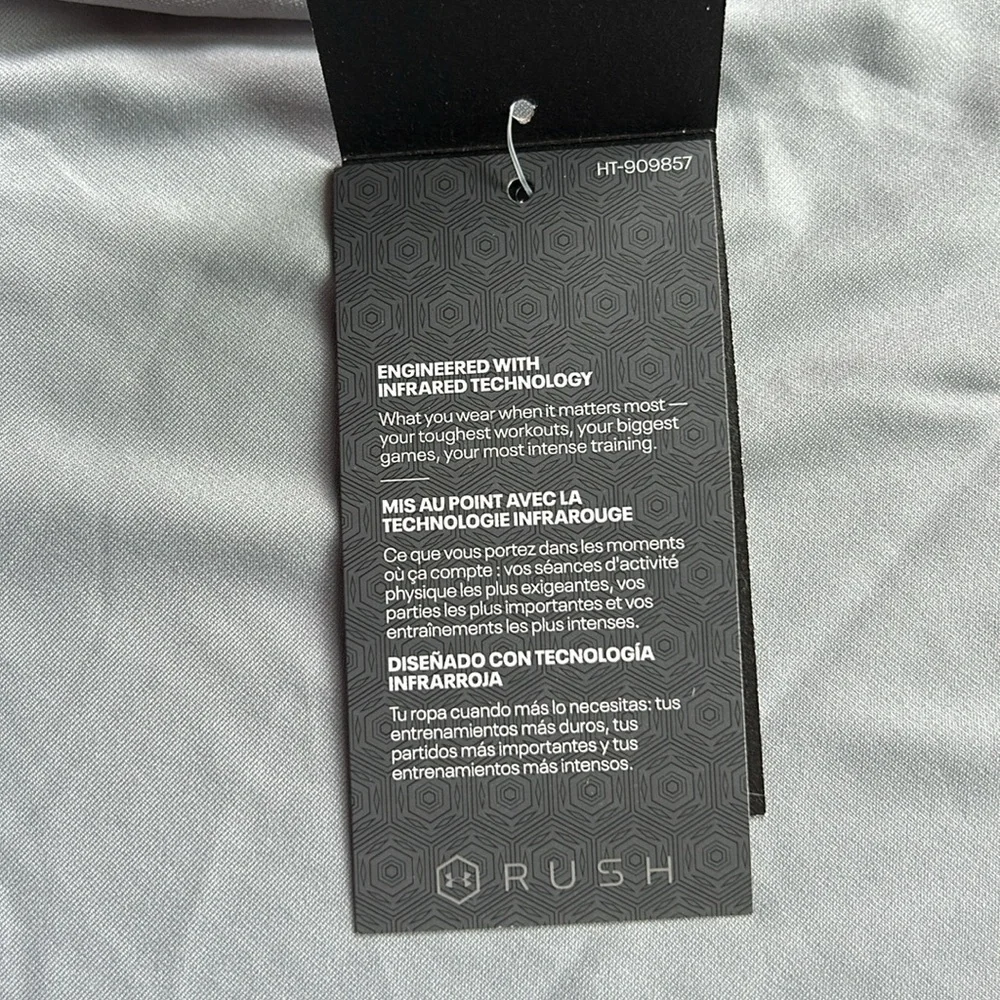 HT-909857
ENGINEERED WITH
INFRARED TECHNOLOGY
What you wear when it matters most —
your toughest workouts, your biggest
games, your most intense training.
MIS AU POINT AVEC LA
TECHNOLOGIE INFRAROUGE
Ce que vous portez dans les moments
où ça compte : vos séances d'activité
physique les plus exigeantes, vos
parties les plus importantes et vos
entraînements les plus intenses.
DISEÑADO CON TECNOLOGÍA
INFRARROJA
Tu ropa cuando más lo necesitas: tus
entrenamientos más duros, tus
partidos más importantes y tus
entrenamientos más intensos.
RUSH